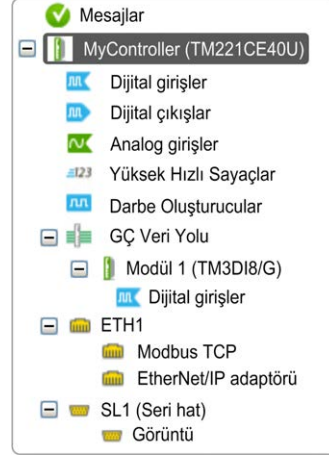 Mesajlar
MyController (TM221CE40U)
Dijital girişler
Dijital çıkışlar
Analog girişler
123 Yüksek Hızlı Sayaçlar
Darbe Oluşturucular
GÇ Veri Yolu
Modül 1 (TM3DI8/G)
Dijital girişler
ETH1
Modbus TCP
EtherNet/IP adaptörü
SL1 (Seri hat)
Görüntü